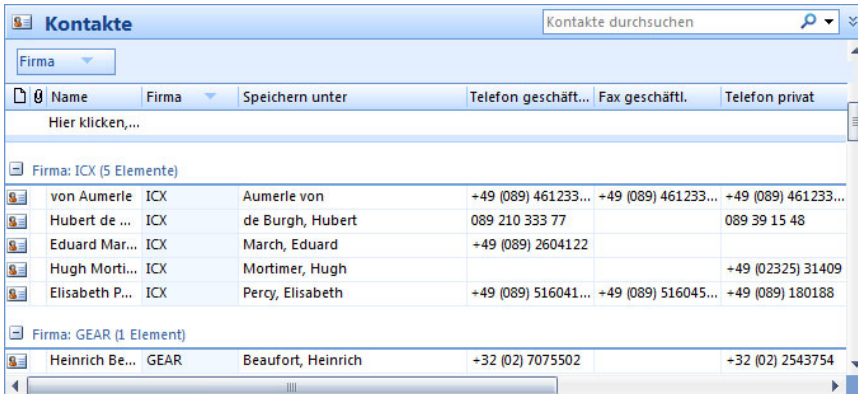 Kontakte
Kontakte durchsuchen
Firma
Name Firma Speichern unter Telefon geschäft... Fax geschäftl. Telefon privat
Hier klicken,...
Firma: ICX (5 Elemente)
von Aumerle ICX Aumerle von +49 (089) 461233... +49 (089) 461233... +49 (089) 461233...
Hubert de ... ICX de Burgh, Hubert 089 210 333 77 089 39 15 48
Eduard Mar... ICX March, Eduard +49 (089) 2604122
Hugh Morti... ICX Mortimer, Hugh +49 (02325) 31409
Elisabeth P... ICX Percy, Elisabeth +49 (089) 516041... +49 (089) 516045... +49 (089) 180188
Firma: GEAR (1 Element)
Heinrich Be... GEAR Beaufort, Heinrich +32 (02) 7075502 +32 (02) 2543754